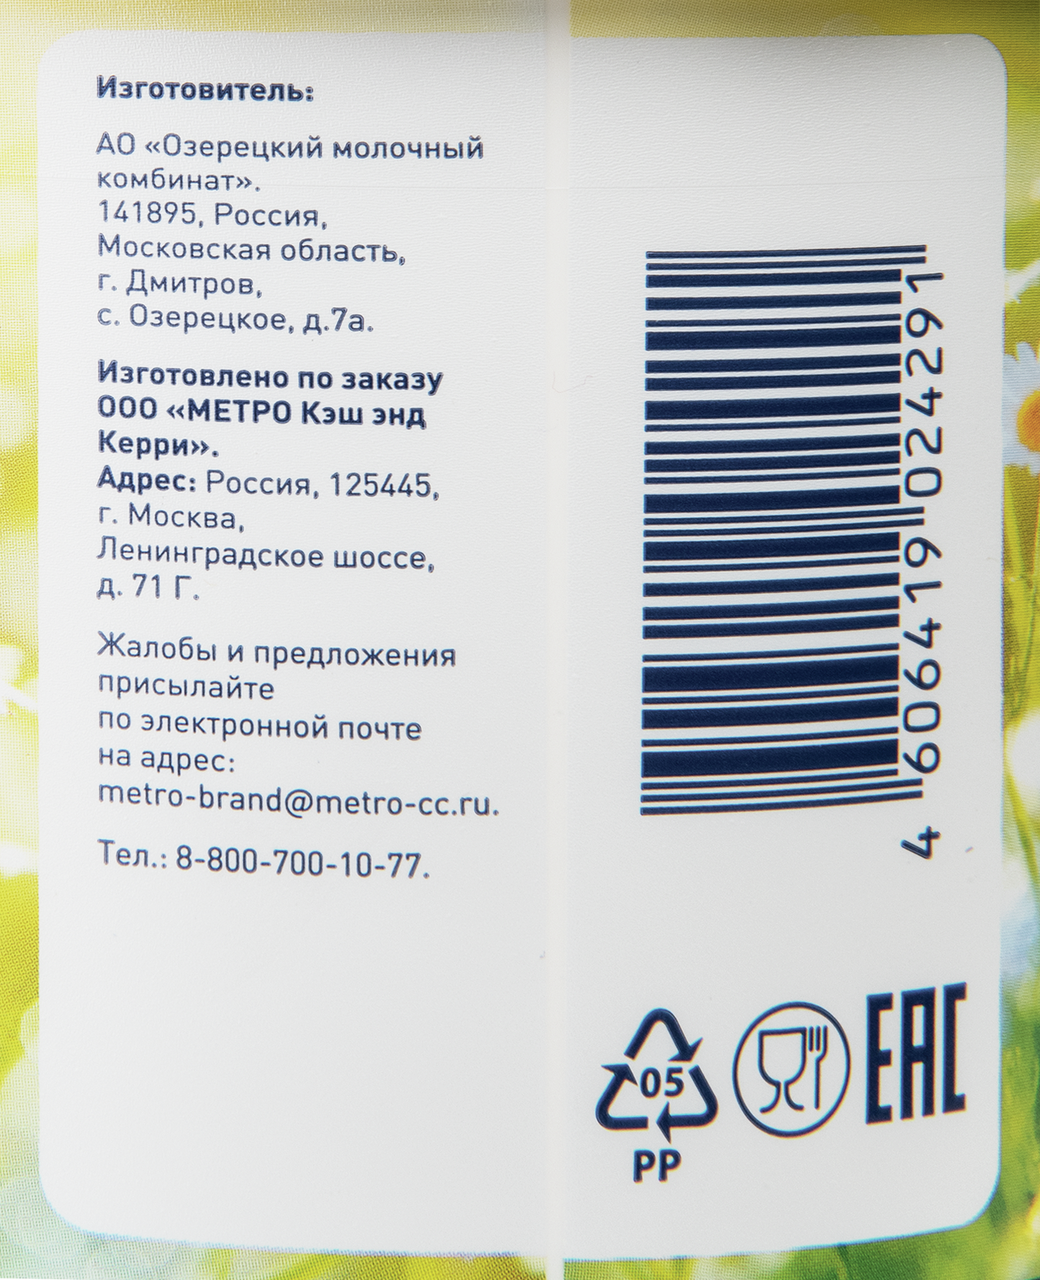 Изготовитель:
АО «Озерецкий молочный
комбинат».
141895, Россия,
Московская область,
г. Дмитров,
с. Озерецкое, д.7а.
Изготовлено по заказу
ООО «МЕТРО Кэш энд
Керри».
Адрес: Россия, 125445,
г. Москва,
Ленинградское шоссе,
д. 71 Г.
Жалобы и предложения
присылайте
по электронной почте
на адрес:
metro-brand@metro-cc.ru.
Тел.: 8-800-700-10-77.
4 606419 024291
05
PP
EAC